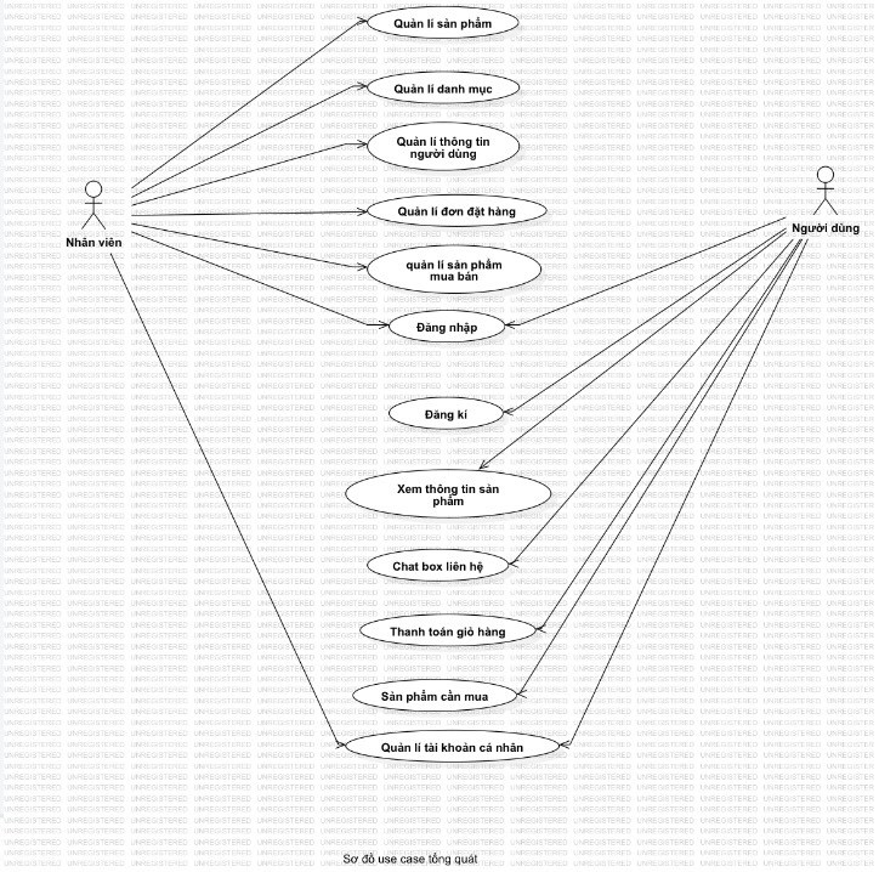 Quản lí sản phẩm
Quản lí danh mục
Quản lí thông tin
người dùng
Nhân viên
Người dùng
Quản lí đơn đặt hàng
quản lí sản phẩm
mua bán
Đăng nhập
Đăng kí
Xem thông tin sản
phẩm
Chat box liên hệ
Thanh toán giỏ hàng
Sản phẩm cần mua
Quản lí tài khoản cá nhân
Sơ đồ use case tổng quát
UNREGISTERED